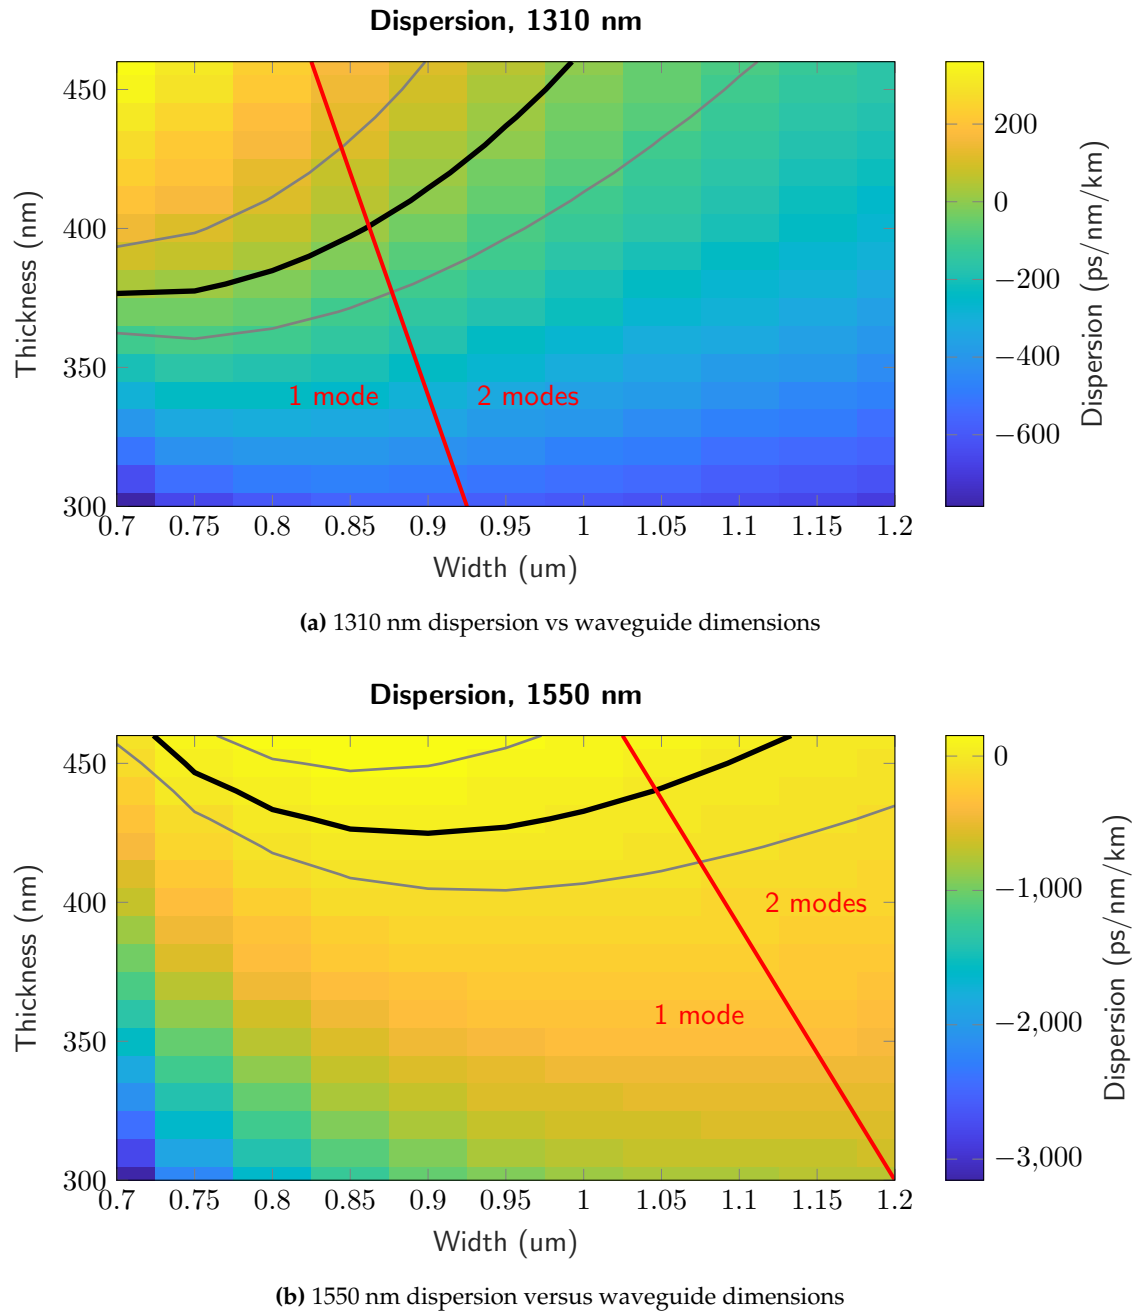 Dispersion, 1310 nm
450
400
350
300
Thickness (nm)
1 mode
2 modes
0.7 0.75 0.8 0.85 0.9 0.95 1 1.05 1.1 1.15 1.2
Width (um)
200
0
−200
−400
−600
Dispersion (ps/nm/km)
(a) 1310 nm dispersion vs waveguide dimensions
Dispersion, 1550 nm
450
400
350
300
Thickness (nm)
2 modes
1 mode
0.7 0.75 0.8 0.85 0.9 0.95 1 1.05 1.1 1.15 1.2
Width (um)
0
−1,000
−2,000
−3,000
Dispersion (ps/nm/km)
(b) 1550 nm dispersion versus waveguide dimensions